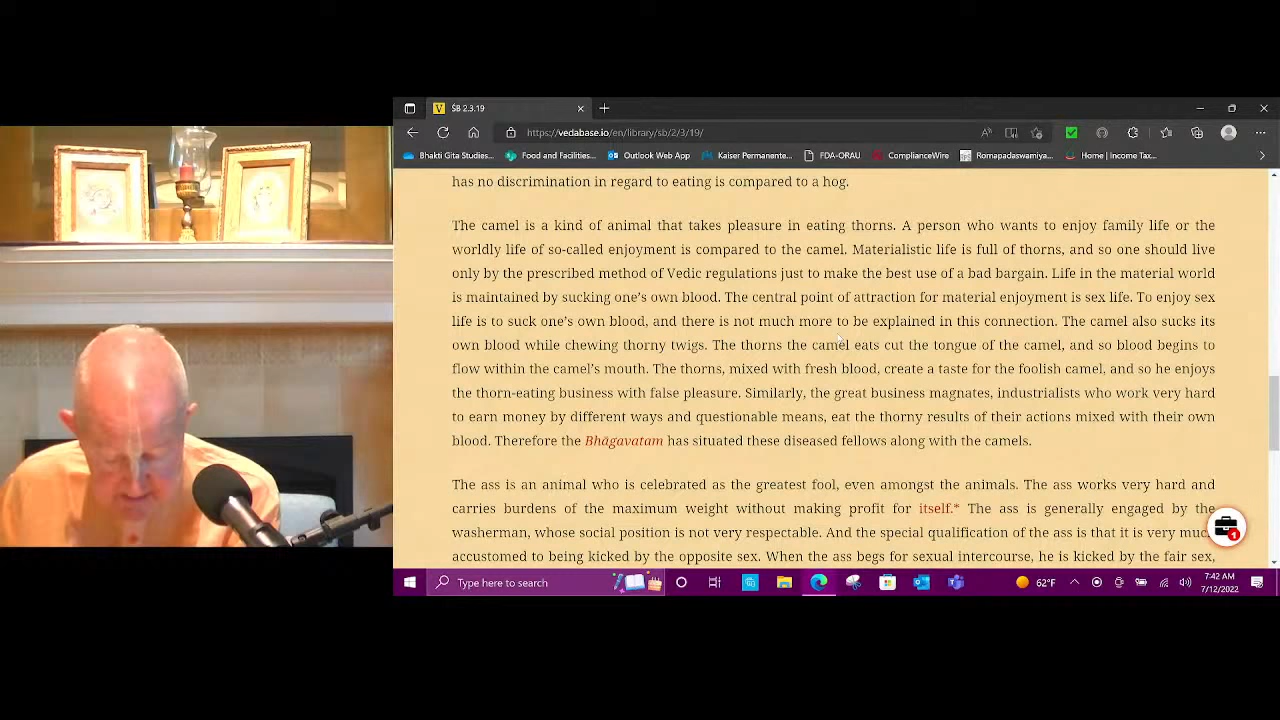 ŚB 2.3.19
https://vedabase.io/en/library/sb/2/3/19/
Bhakti Gita Studies... Food and Facilities... Outlook Web App Kaiser Permanente... FDA-ORAU ComplianceWire Romapadaswamiya... Home | Income Tax...
has no discrimination in regard to eating is compared to a hog.
The camel is a kind of animal that takes pleasure in eating thorns. A person who wants to enjoy family life or the
worldly life of so-called enjoyment is compared to the camel. Materialistic life is full of thorns, and so one should live
only by the prescribed method of Vedic regulations just to make the best use of a bad bargain. Life in the material world
is maintained by sucking one's own blood. The central point of attraction for material enjoyment is sex life. To enjoy sex
life is to suck one's own blood, and there is not much more to be explained in this connection. The camel also sucks its
own blood while chewing thorny twigs. The thorns the camel eats cut the tongue of the camel, and so blood begins to
flow within the camel's mouth. The thorns, mixed with fresh blood, create a taste for the foolish camel, and so he enjoys
the thorn-eating business with false pleasure. Similarly, the great business magnates, industrialists who work very hard
to earn money by different ways and questionable means, eat the thorny results of their actions mixed with their own
blood. Therefore the Bhāgavatam has situated these diseased fellows along with the camels.
The ass is an animal who is celebrated as the greatest fool, even amongst the animals. The ass works very hard and
carries burdens of the maximum weight without making profit for itself.* The ass is generally engaged by the
washerman, whose social position is not very respectable. And the special qualification of the ass is that it is very much
accustomed to being kicked by the opposite sex. When the ass begs for sexual intercourse, he is kicked by the fair sex,
1
Type here to search
62°F
7:42 AM
7/12/2022